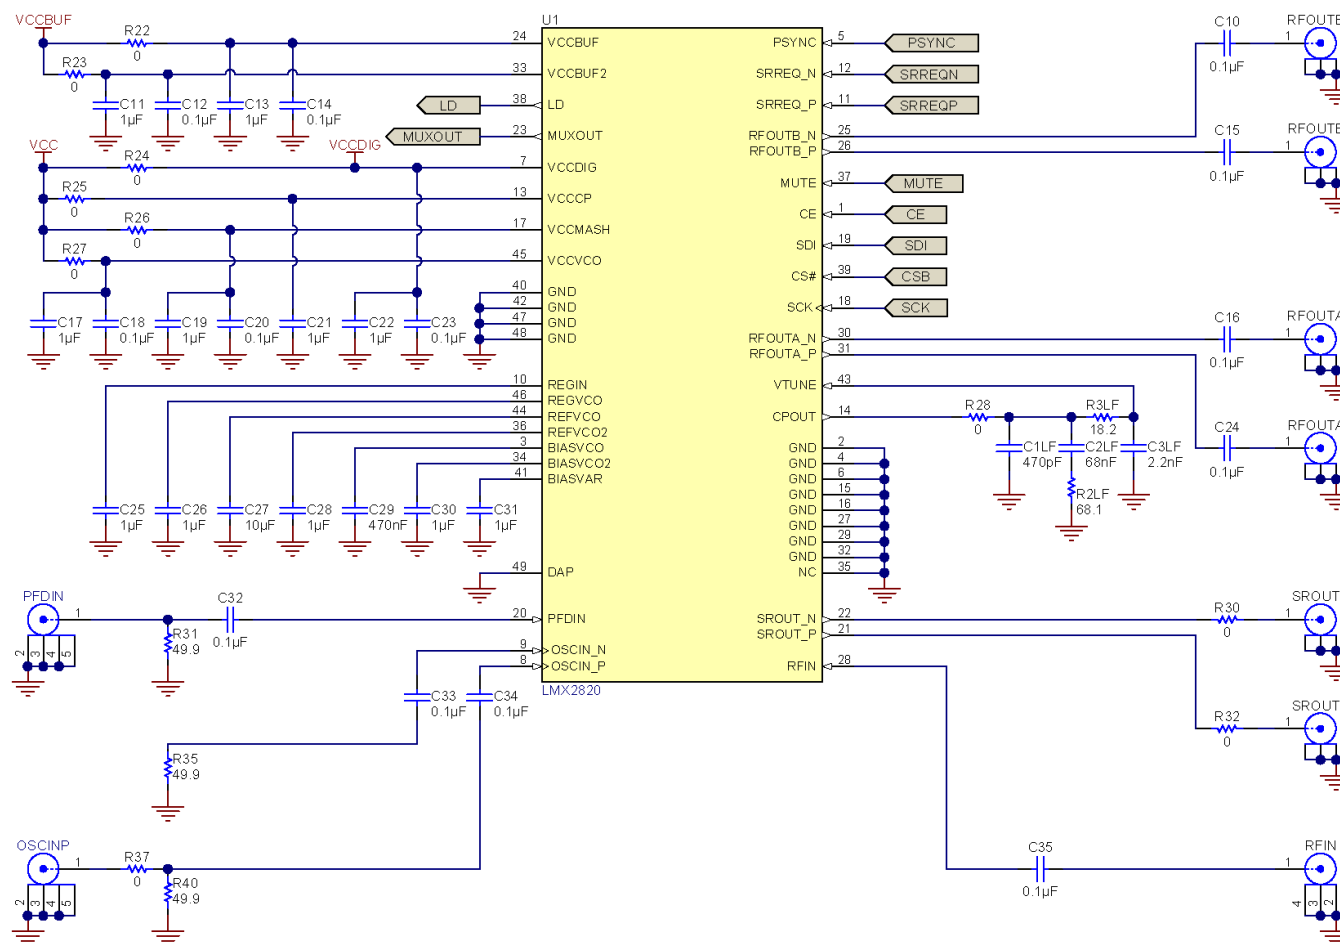 VCCBUF
R22
0
R23
0
C11
1µF
C12
0.1µF
C13
1µF
C14
0.1µF
LD
MUXOUT
VCC
R24
0
VCCDIG
R25
0
R26
0
R27
0
C17
1µF
C18
0.1µF
C19
1µF
C20
0.1µF
C21
1µF
C22
1µF
C23
0.1µF
C25
1µF
C26
1µF
C27
10µF
C28
1µF
C29
470nF
C30
1µF
C31
1µF
PFDIN
1
2 3 4 5
R31
49.9
C32
0.1µF
C33
0.1µF
C34
0.1µF
R35
49.9
OSCINP
1
2 3 4 5
R37
0
R40
49.9
U1
24 VCCBUF
33 VCCBUF2
38 LD
23 MUXOUT
7 VCCDIG
13 VCCCP
17 VCCMASH
45 VCCVCO
40 GND
42 GND
47 GND
48 GND
10 REGIN
46 REGVCO
44 REFVCO
36 REFVCO2
3 BIASVCO
34 BIASVCO2
41 BIASVAR
49 DAP
20 PFDIN
9 OSCIN_N
8 OSCIN_P
LMX2820
PSYNC 5 PSYNC
SRREQ_N 12 SRREQN
SRREQ_P 11 SRREQP
RFOUTB_N 25
RFOUTB_P 26
MUTE 37 MUTE
CE 1 CE
SDI 19 SDI
CS# 39 CSB
SCK 18 SCK
RFOUTA_N 30
RFOUTA_P 31
VTUNE 43
CPOUT 14
GND 2
GND 4
GND 6
GND 15
GND 16
GND 27
GND 29
GND 32
NC 35
SROUT_N 22
SROUT_P 21
RFIN 28
R28
0
C1LF
470pF
C2LF
68nF
R2LF
68.1
R3LF
18.2
C3LF
2.2nF
C10
0.1µF
1
RFOUTB
C15
0.1µF
1
RFOUTB
C16
0.1µF
1
RFOUTA
C24
0.1µF
1
RFOUTA
R30
0
1
SROUT
R32
0
1
SROUT
C35
0.1µF
1
RFIN
4 3 2